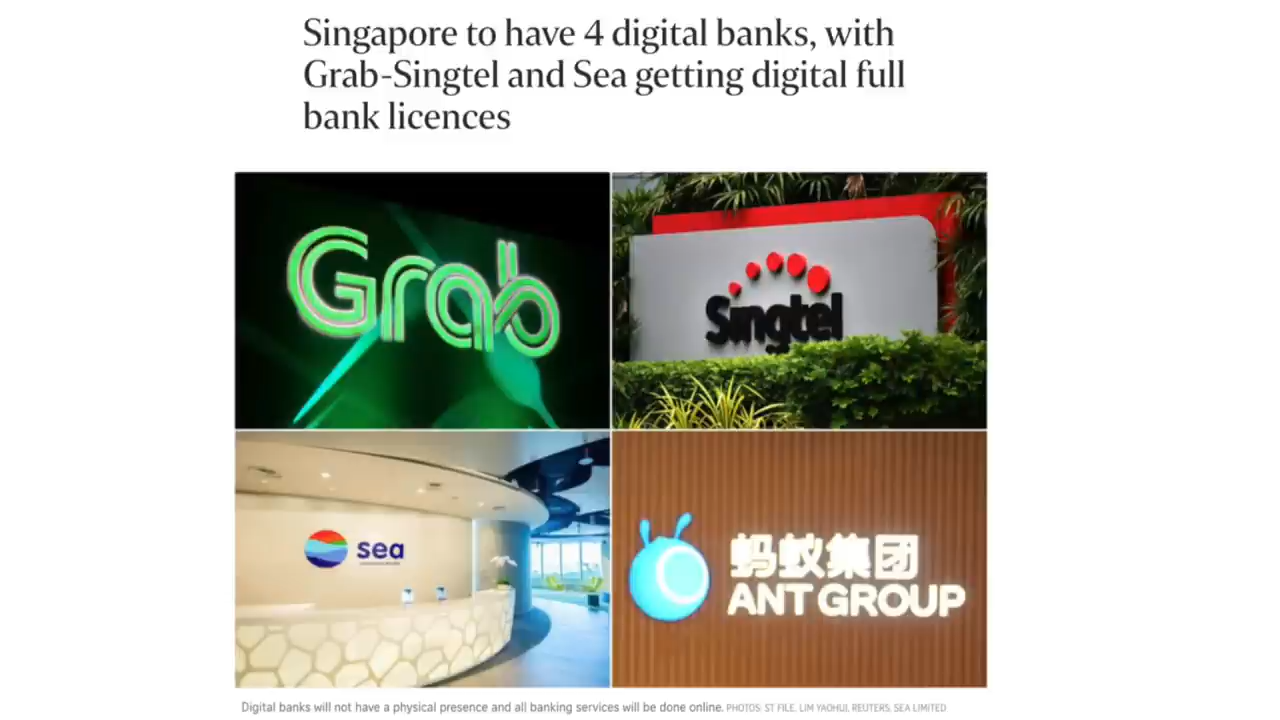 Singapore to have 4 digital banks, with
Grab-Singtel and Sea getting digital full
bank licences
Grab
Singtel
sea
蚂蚁集团
ANT GROUP
Digital banks will not have a physical presence and all banking services will be done online. PHOTOS: ST FILE, LIM YAOHUI, REUTERS, SEA LIMITED